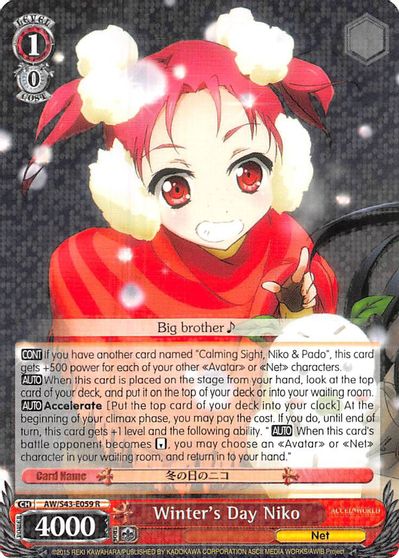 LEVEL
1
0
COST
Big brother♪
CONT If you have another card named "Calming Sight, Niko & Pado", this card
gets +500 power for each of your other «Avatar» or «Net» characters.
AUTO When this card is placed on the stage from your hand, look at the top
card of your deck, and put it on the top of your deck or into your waiting room.
AUTO Accelerate [Put the top card of your deck into your clock] At the
beginning of your climax phase, you may pay the cost. If you do, until end of
turn, this card gets +1 level and the following ability. "AUTO When this card's
battle opponent becomes [], you may choose an «Avatar» or «Net»
character in your waiting room, and return it to your hand."
Card Name 冬の日のニコ
CH AW/S43-E059 R
POWER 4000 Winter's Day Niko ACCEL WORLD
Net
©2015 REKI KAWAHARA/PUBLISHED BY KADOKAWA CORPORATION ASCII MEDIA WORKS/AWIB Project